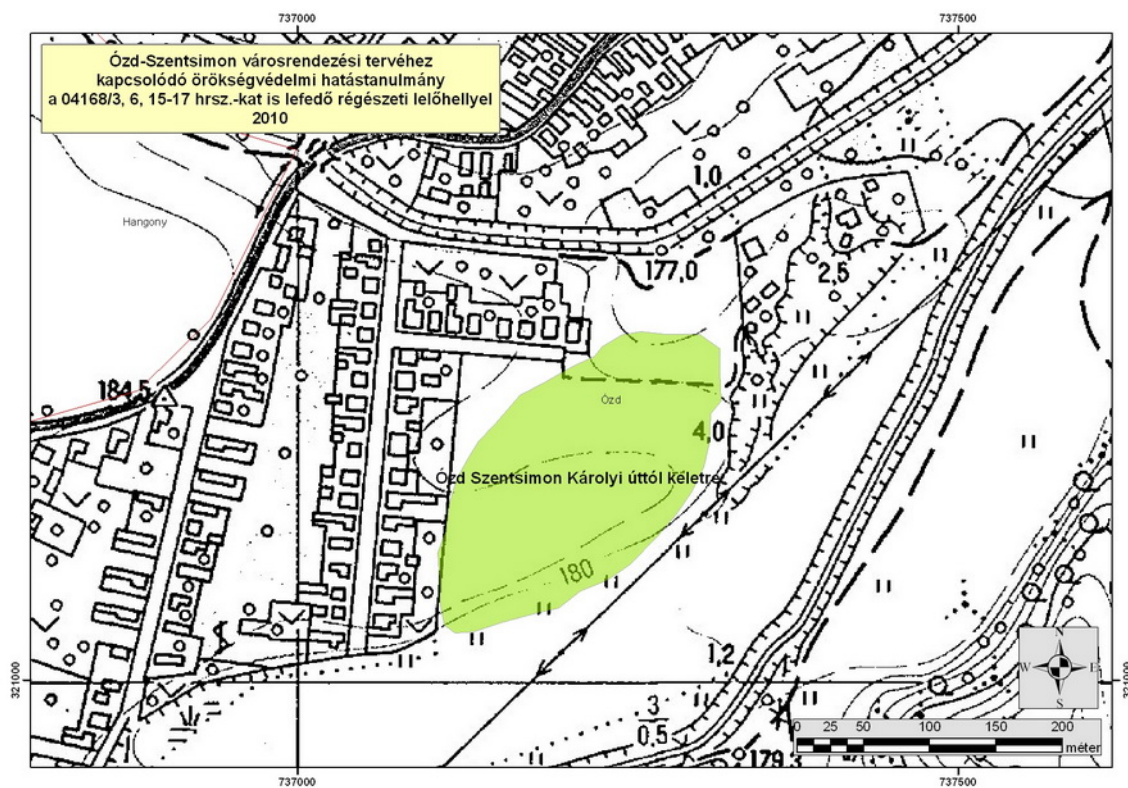 737000
737500
Ózd-Szentsimon városrendezési tervéhez
kapcsolódó örökségvédelmi hatástanulmány
a 04168/3, 6, 15-17 hrsz.-kat is lefedő régészeti lelőhellyel
2010
1,0
Hangony
177,0
2,5
184,5
Ózd
4,0
Ózd Szentsimon Károlyi úttól keletre
180
N
W E
S
1,2
321000
321000
3
0,5
179,
0 25 50 100 150 200
méter
737000
737500